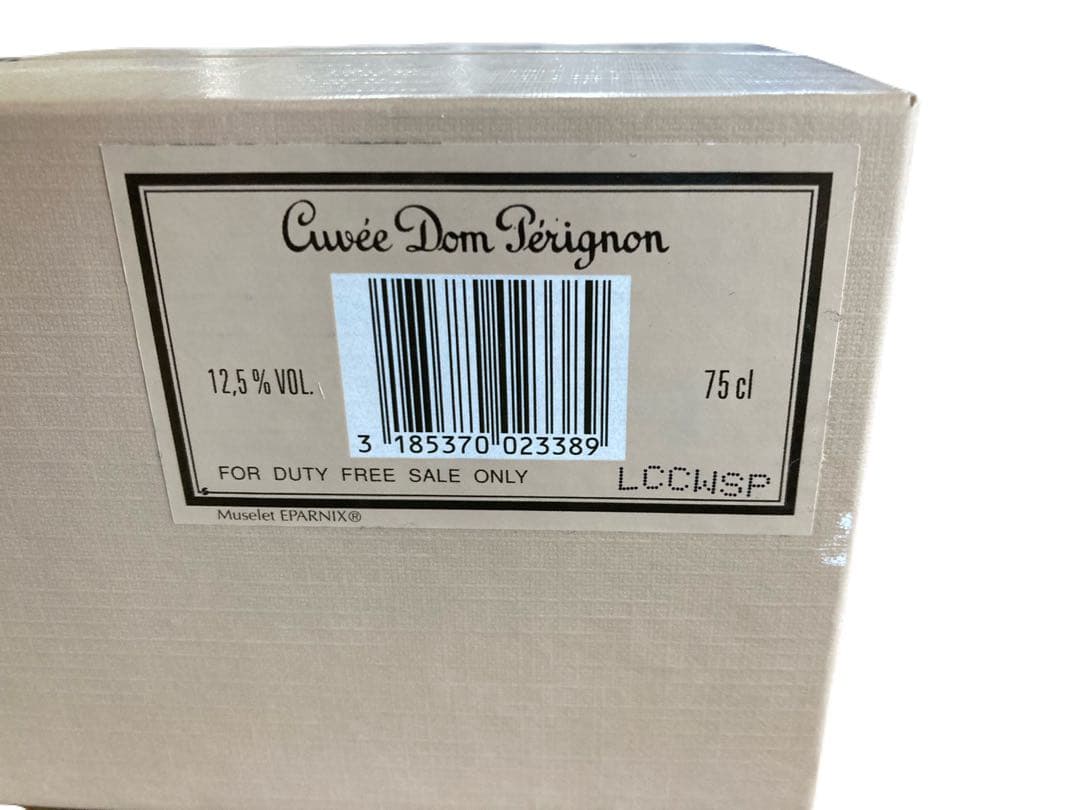 Cuvée Dom Pérignon
12,5 % VOL.
75 cl
3 185370 023389
FOR DUTY FREE SALE ONLY
LCCWSP
Muselet EPARNIX®